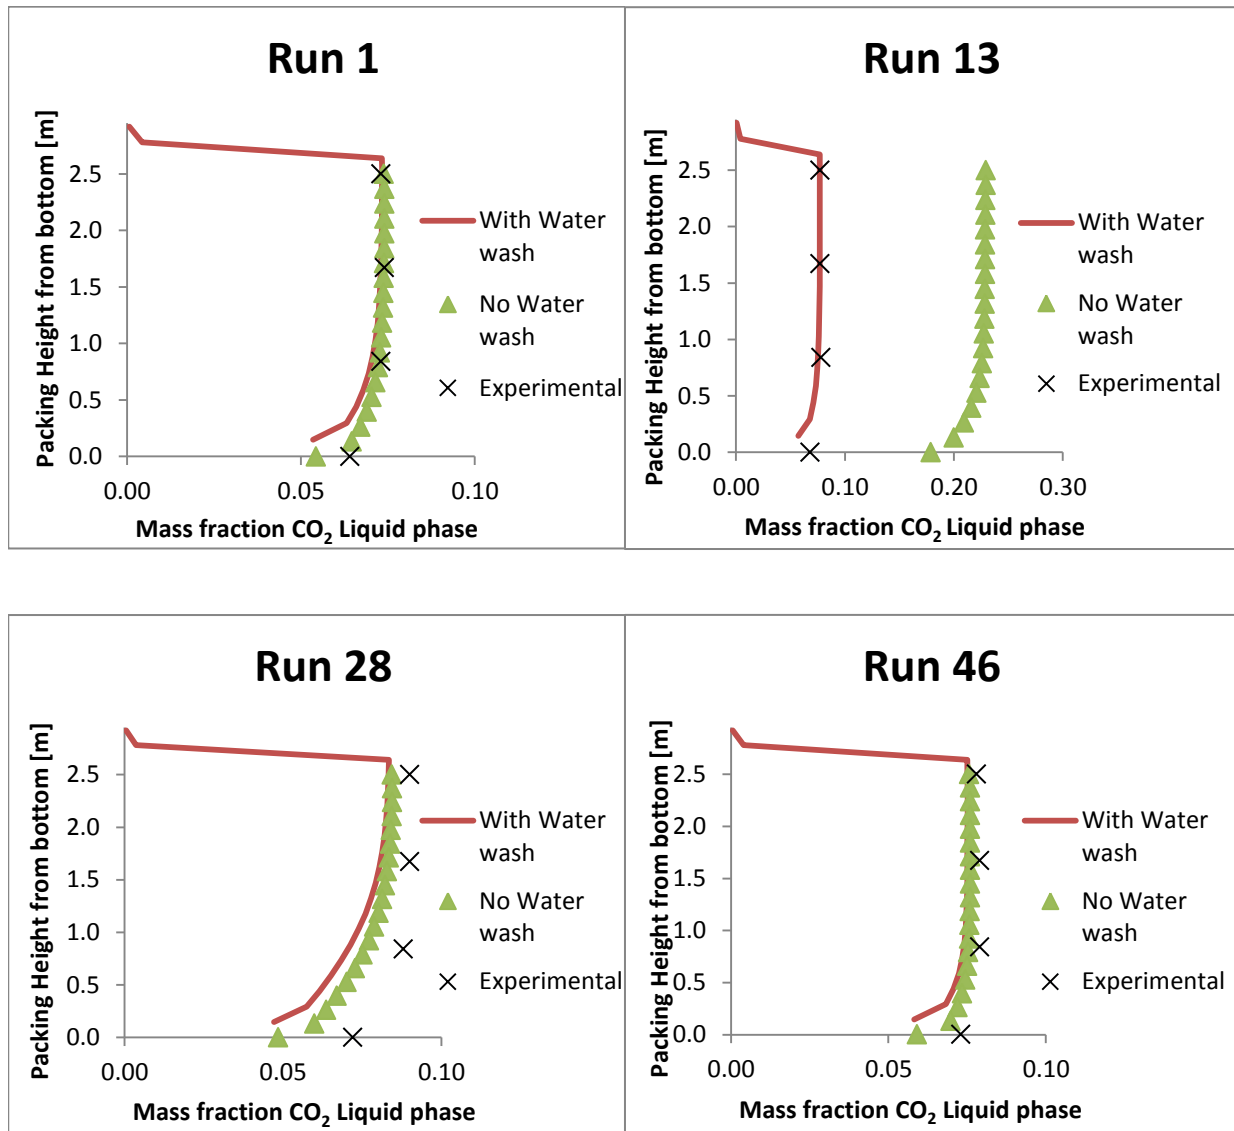 Run 1
Packing Height from bottom [m]
2.5
2.0
1.5
1.0
0.5
0.0
0.00
0.05
0.10
Mass fraction CO₂ Liquid phase
With Water
wash
No Water
wash
Experimental
Run 13
Packing Height from bottom [m]
2.5
2.0
1.5
1.0
0.5
0.0
0.00
0.10
0.20
0.30
Mass fraction CO₂ Liquid phase
With Water
wash
No Water
wash
Experimental
Run 28
Packing Height from bottom [m]
2.5
2.0
1.5
1.0
0.5
0.0
0.00
0.05
0.10
Mass fraction CO₂ Liquid phase
With Water
wash
No Water
wash
Experimental
Run 46
Packing Height from bottom [m]
2.5
2.0
1.5
1.0
0.5
0.0
0.00
0.05
0.10
Mass fraction CO₂ Liquid phase
With Water
wash
No Water
wash
Experimental